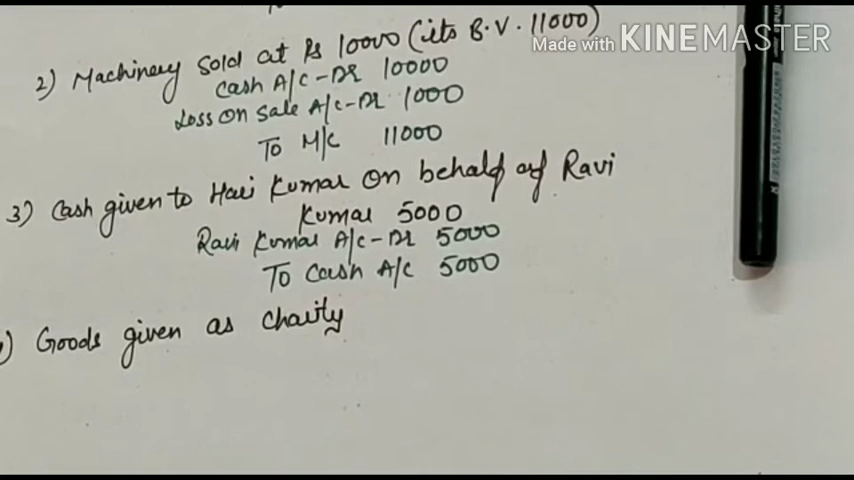 2) Machinery sold at Rs 10000 (its B.V. 11000)
Made with KINEMASTER
Cash A/C - Dr 10000
Loss on sale A/C - Dr 1000
To M/C 11000
3) Cash given to Hari Kumar on behalf of Ravi
Kumar 5000
Ravi Kumar A/C - Dr 5000
To Cash A/C 5000
) Goods given as charity